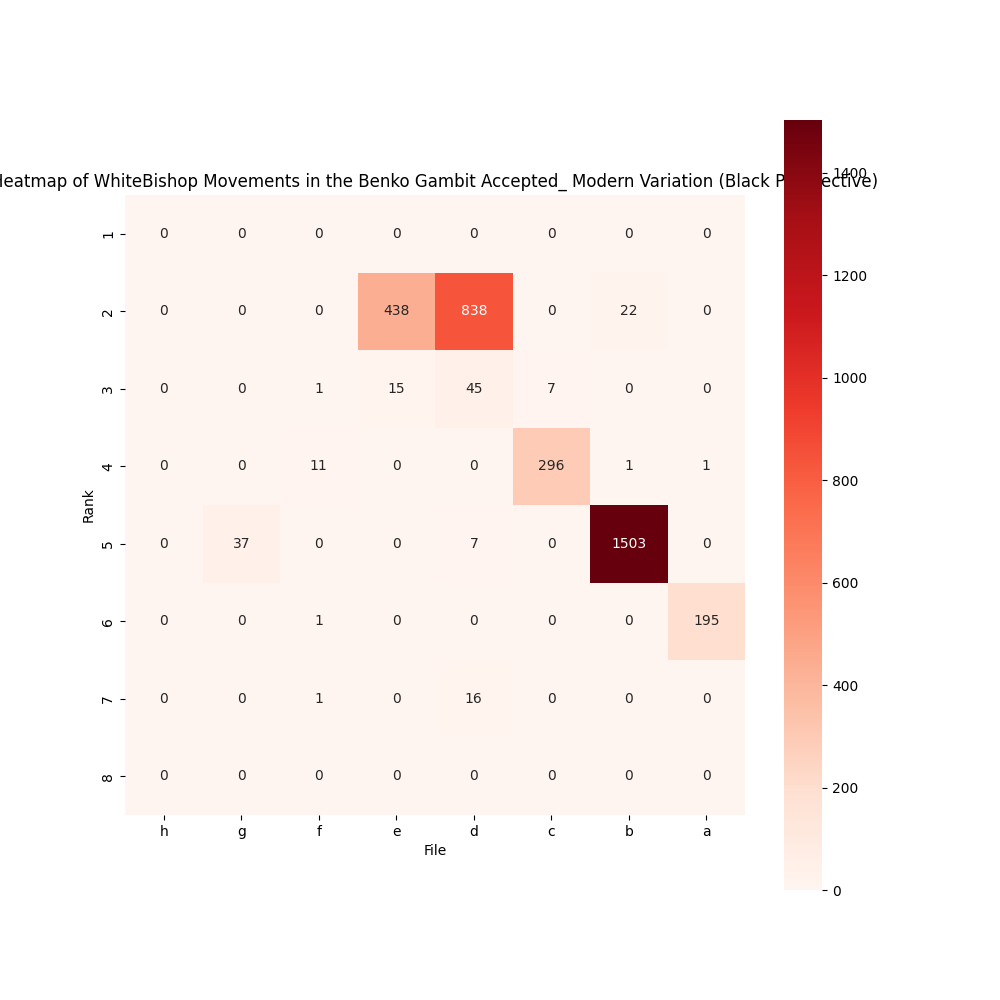 Heatmap of WhiteBishop Movements in the Benko Gambit Accepted_ Modern Variation (Black Perspective)
1 0 0 0 0 0 0 0 0
2 0 0 0 438 838 0 22 0
3 0 0 1 15 45 7 0 0
4 0 0 11 0 0 296 1 1
5 0 37 0 0 7 0 1503 0
6 0 0 1 0 0 0 0 195
7 0 0 1 0 16 0 0 0
8 0 0 0 0 0 0 0 0
h g f e d c b a
File
Rank
1400
1200
1000
800
600
400
200
0